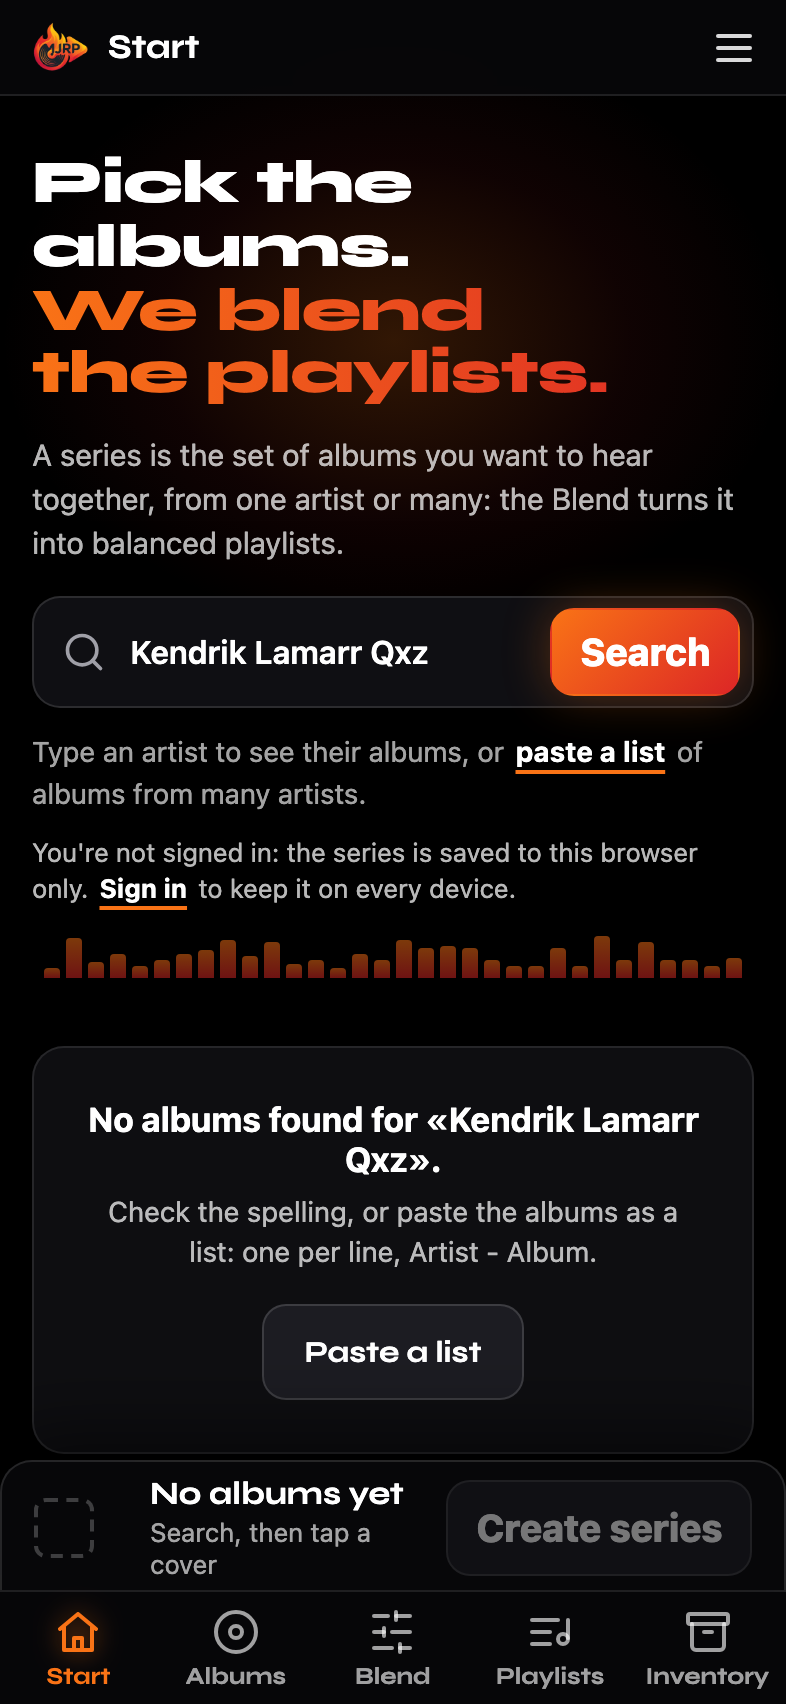 MJRP
Start
Pick the
albums.
We blend
the playlists.
A series is the set of albums you want to hear
together, from one artist or many: the Blend turns it
into balanced playlists.
Kendrik Lamarr Qxz
Search
Type an artist to see their albums, or paste a list of
albums from many artists.
You're not signed in: the series is saved to this browser
only. Sign in to keep it on every device.
No albums found for «Kendrik Lamarr
Qxz».
Check the spelling, or paste the albums as a
list: one per line, Artist - Album.
Paste a list
No albums yet
Search, then tap a
cover
Create series
Start
Albums
Blend
Playlists
Inventory